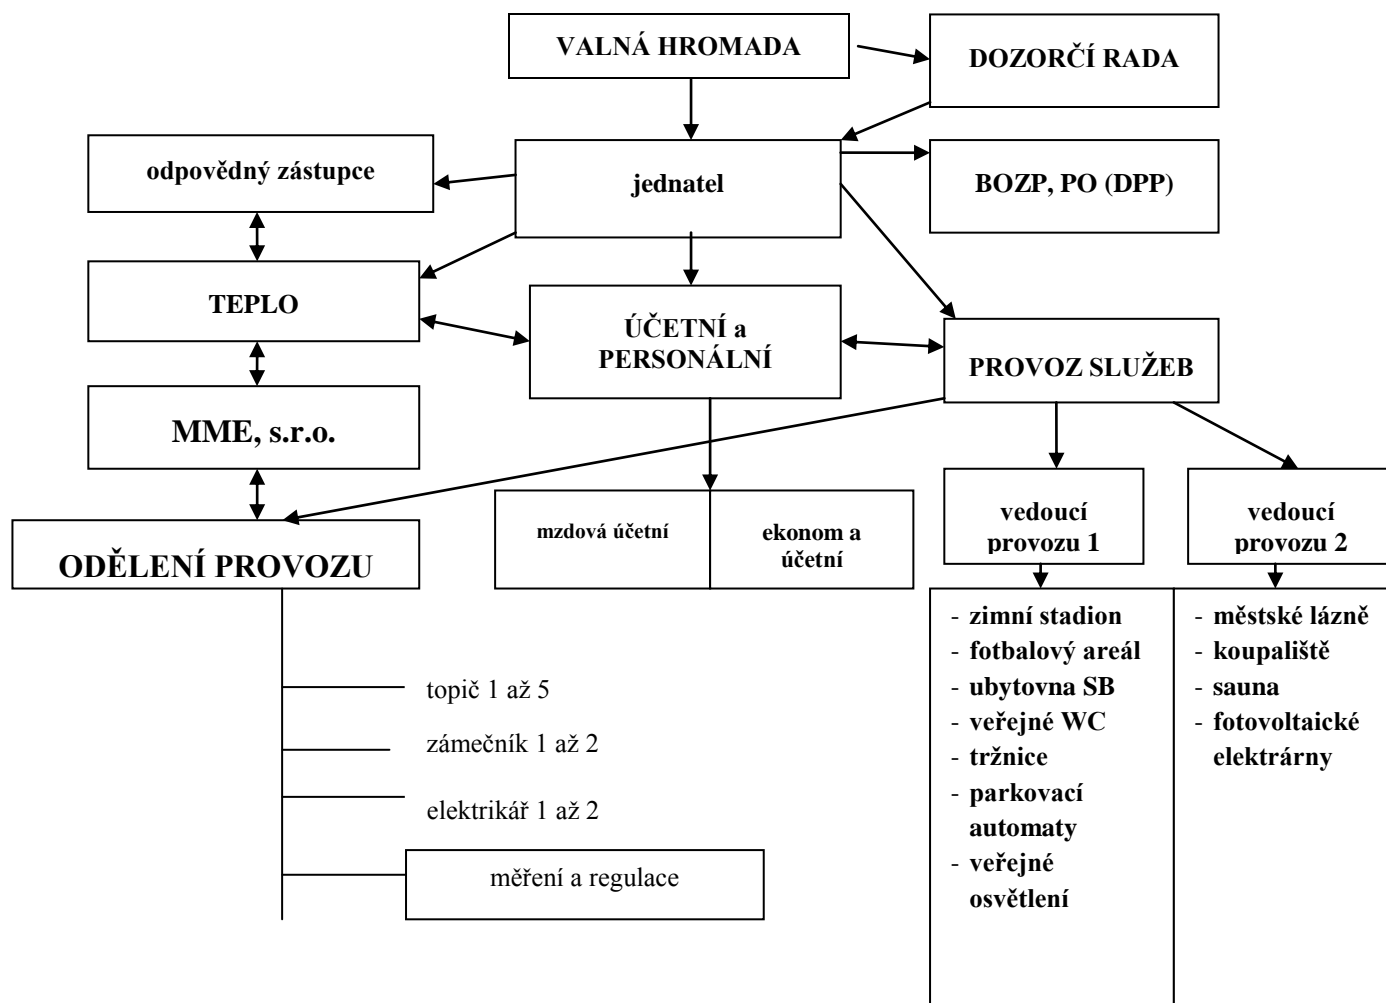 VALNÁ HROMADA
DOZORČÍ RADA
odpovědný zástupce
jednatel
BOZP, PO (DPP)
TEPLO
ÚČETNÍ a
PERSONÁLNÍ
PROVOZ SLUŽEB
MME, s.r.o.
ODĚLENÍ PROVOZU
mzdová účetní
ekonom a
účetní
vedoucí
provozu 1
vedoucí
provozu 2
topič 1 až 5
zámečník 1 až 2
elektrikář 1 až 2
měření a regulace
- zimní stadion
- fotbalový areál
- ubytovna SB
- veřejné WC
- tržnice
- parkovací
automaty
- veřejné
osvětlení
- městské lázně
- koupaliště
- sauna
- fotovoltaické
elektrárny